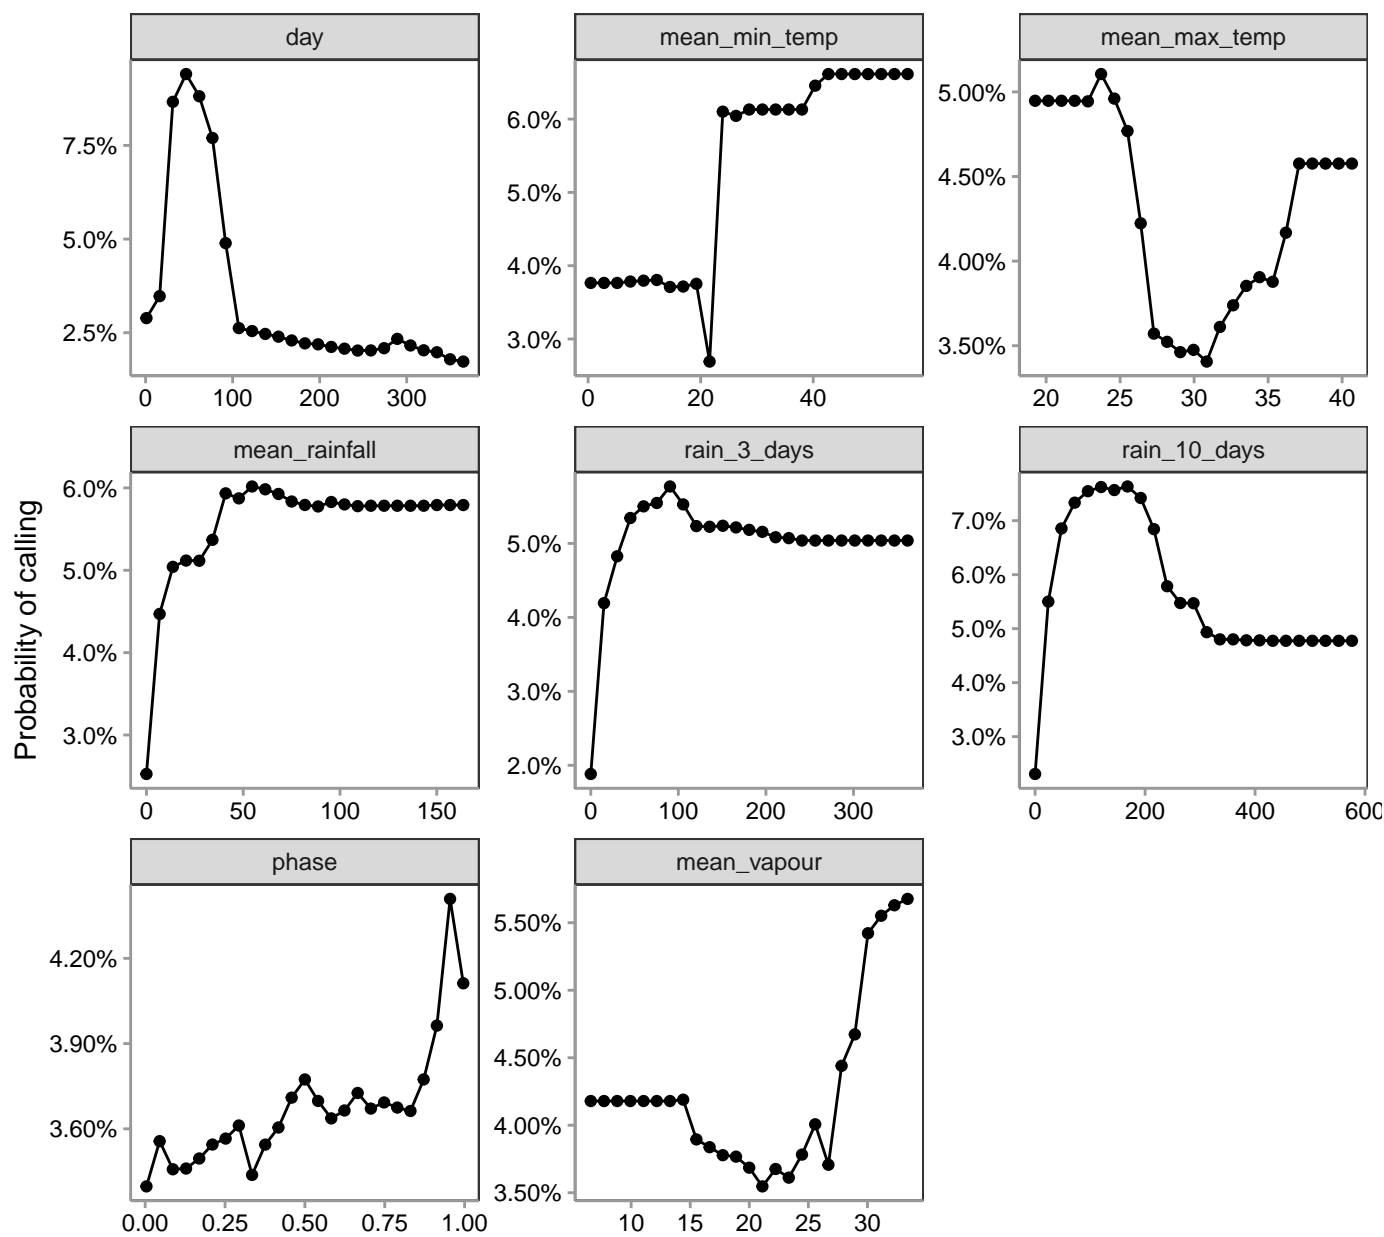 day
mean_min_temp
mean_max_temp
7.5%
5.0%
2.5%
0 100 200 300
6.0%
5.0%
4.0%
3.0%
0 20 40
5.00%
4.50%
4.00%
3.50%
20 25 30 35 40
Probability of calling
mean_rainfall
rain_3_days
rain_10_days
6.0%
5.0%
4.0%
3.0%
0 50 100 150
5.0%
4.0%
3.0%
2.0%
0 100 200 300
7.0%
6.0%
5.0%
4.0%
3.0%
0 200 400 600
phase
mean_vapour
4.20%
3.90%
3.60%
0.00 0.25 0.50 0.75 1.00
5.50%
5.00%
4.50%
4.00%
3.50%
10 15 20 25 30